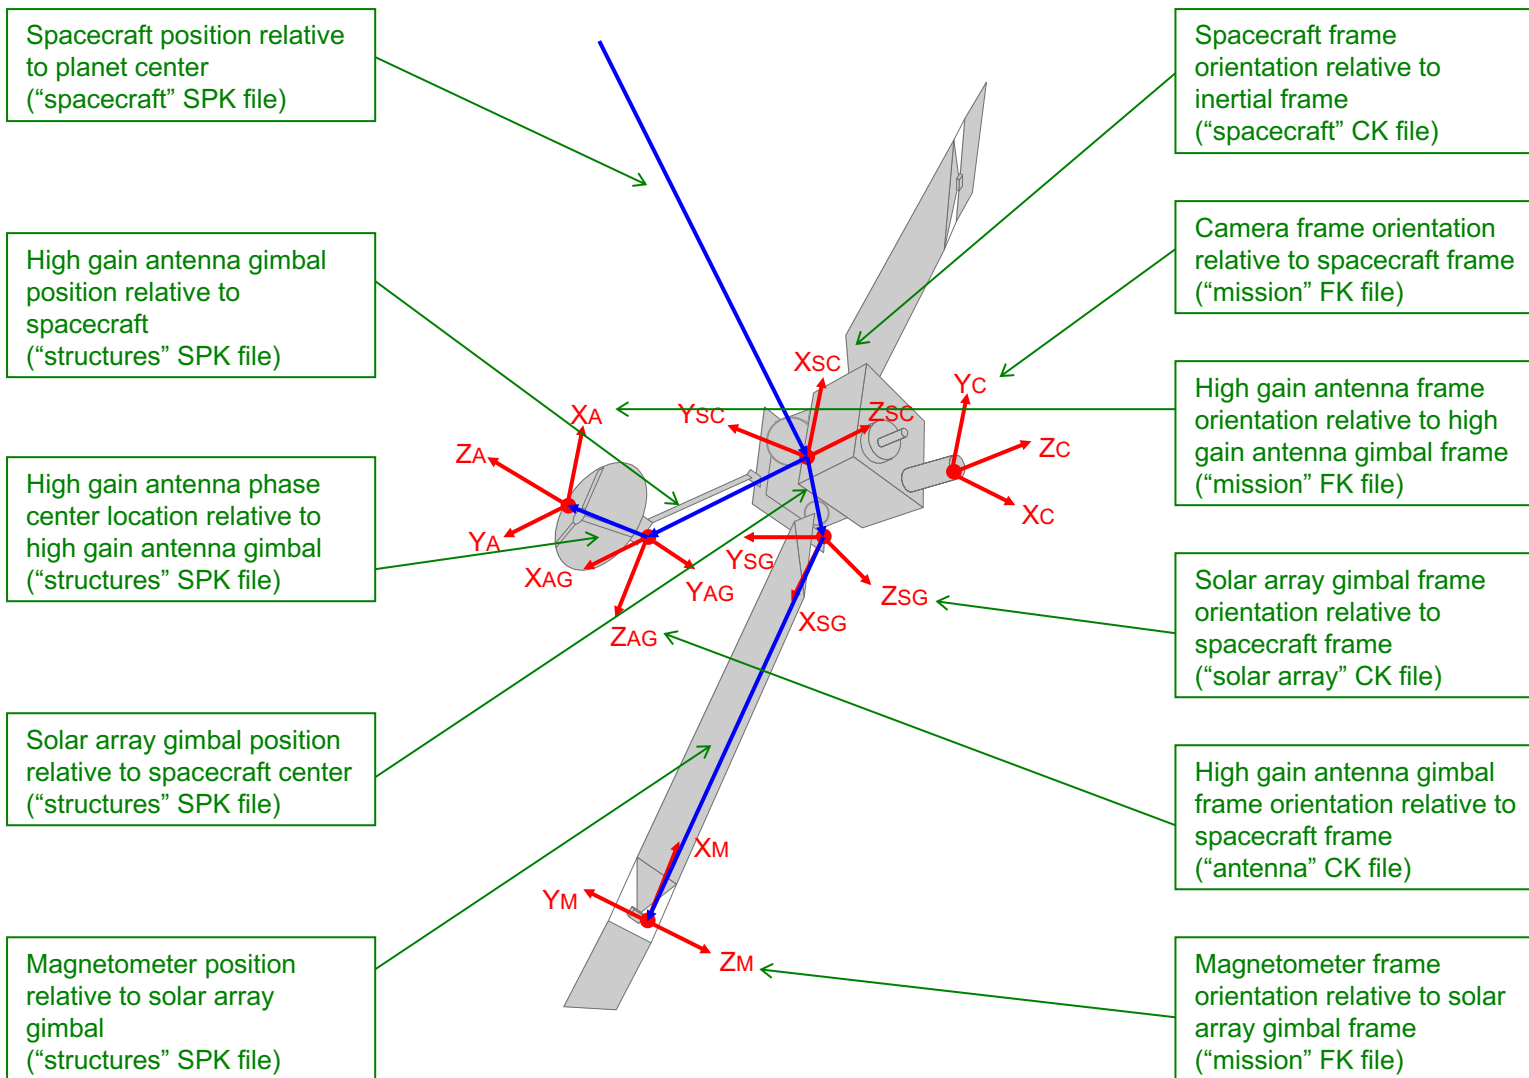 Spacecraft position relative
to planet center
(“spacecraft” SPK file)
High gain antenna gimbal
position relative to
spacecraft
(“structures” SPK file)
High gain antenna phase
center location relative to
high gain antenna gimbal
(“structures” SPK file)
Solar array gimbal position
relative to spacecraft center
(“structures” SPK file)
Magnetometer position
relative to solar array
gimbal
(“structures” SPK file)
XSC
YSC
ZSC
YC
ZC
XC
XA
ZA
YA
XAG
YAG
ZAG
YSG
ZSG
XSG
XM
YM
ZM
Spacecraft frame
orientation relative to
inertial frame
(“spacecraft” CK file)
Camera frame orientation
relative to spacecraft frame
(“mission” FK file)
High gain antenna frame
orientation relative to high
gain antenna gimbal frame
(“mission” FK file)
Solar array gimbal frame
orientation relative to
spacecraft frame
(“solar array” CK file)
High gain antenna gimbal
frame orientation relative to
spacecraft frame
(“antenna” CK file)
Magnetometer frame
orientation relative to solar
array gimbal frame
(“mission” FK file)